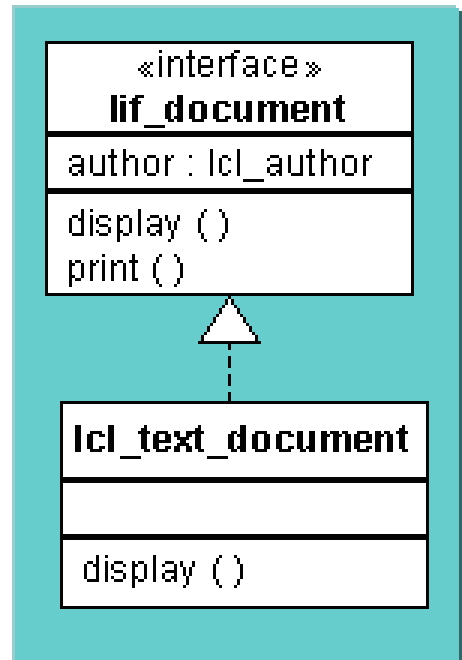 «interface»
lif_document
author : lcl_author
display ( )
print ( )
lcl_text_document
display ( )